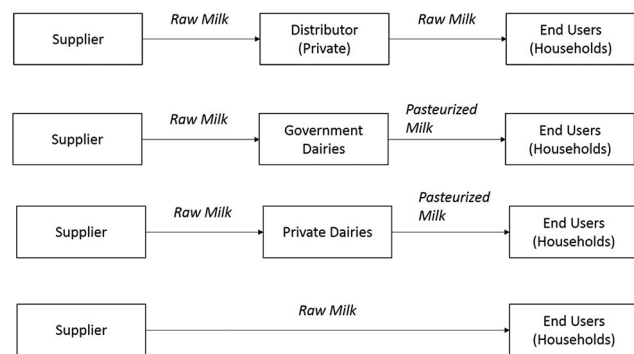 Raw Milk
Raw Milk
Supplier
Distributor
(Private)
End Users
(Households)
Raw Milk
Pasteurized
Milk
Supplier
Government
Dairies
End Users
(Households)
Raw Milk
Pasteurized
Milk
Supplier
Private Dairies
End Users
(Households)
Raw Milk
Supplier
End Users
(Households)